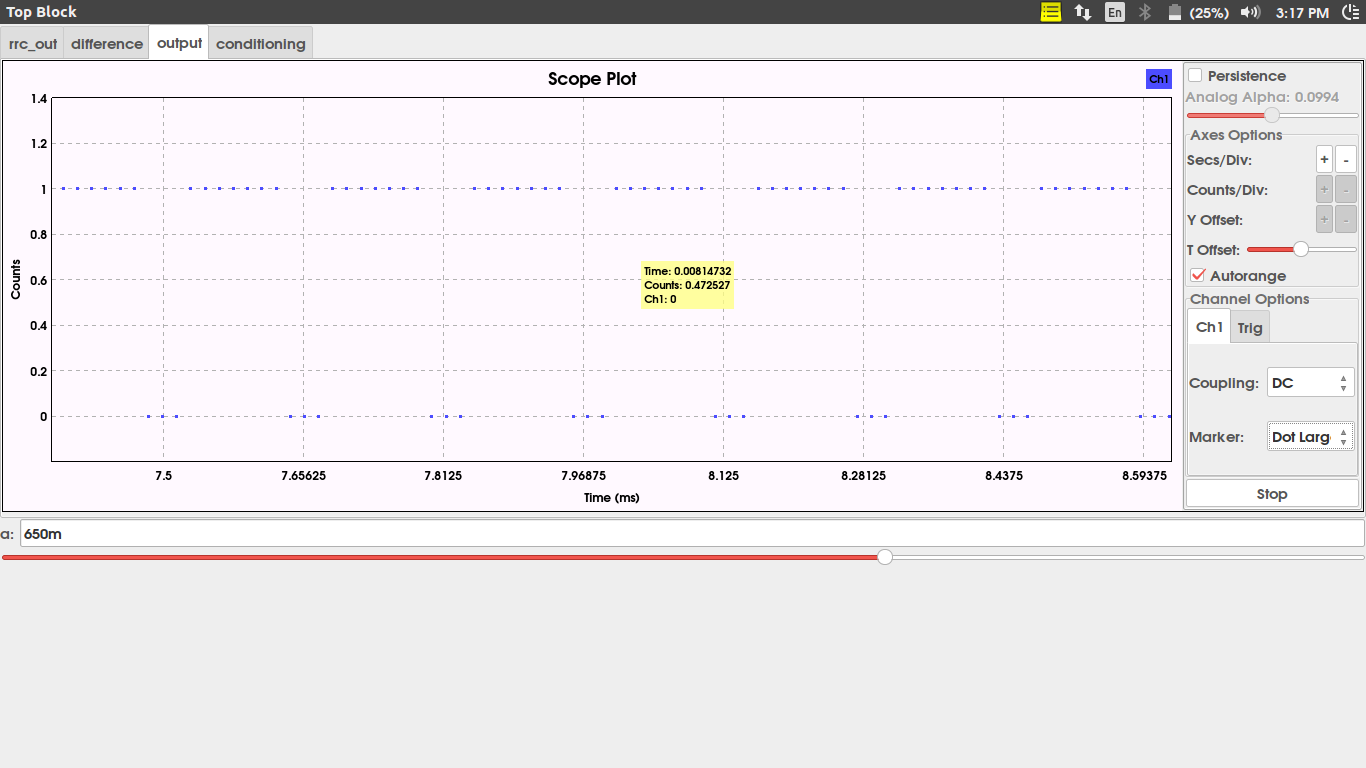 Top Block
En
(25%)
3:17 PM
rrc_out difference output conditioning
Scope Plot
Ch1
Counts
1.4
1.2
1
0.8
0.6
0.4
0.2
0
Time: 0.00814732
Counts: 0.472527
Ch1: 0
7.5 7.65625 7.8125 7.96875 8.125 8.28125 8.4375 8.59375
Time (ms)
Persistence
Analog Alpha: 0.0994
Axes Options
Secs/Div: + -
Counts/Div: + -
Y Offset: + -
T Offset:
Autorange
Channel Options
Ch1 Trig
Coupling: DC
Marker: Dot Larg
Stop
a: 650m